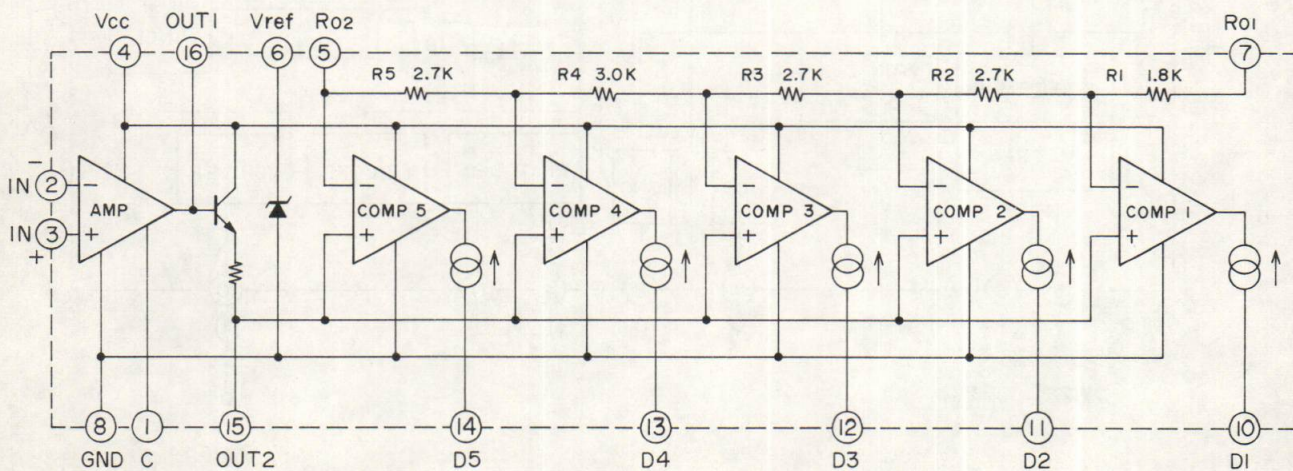 Vcc OUT1 Vref Ro2 Ro1
4 16 6 5 7
R5 2.7K R4 3.0K R3 2.7K R2 2.7K R1 1.8K
−
IN 2 − AMP COMP 5 − COMP 4 − COMP 3 − COMP 2 − COMP 1 −
IN 3 + + + + + +
+
8 1 15 14 13 12 11 10
GND C OUT2 D5 D4 D3 D2 D1